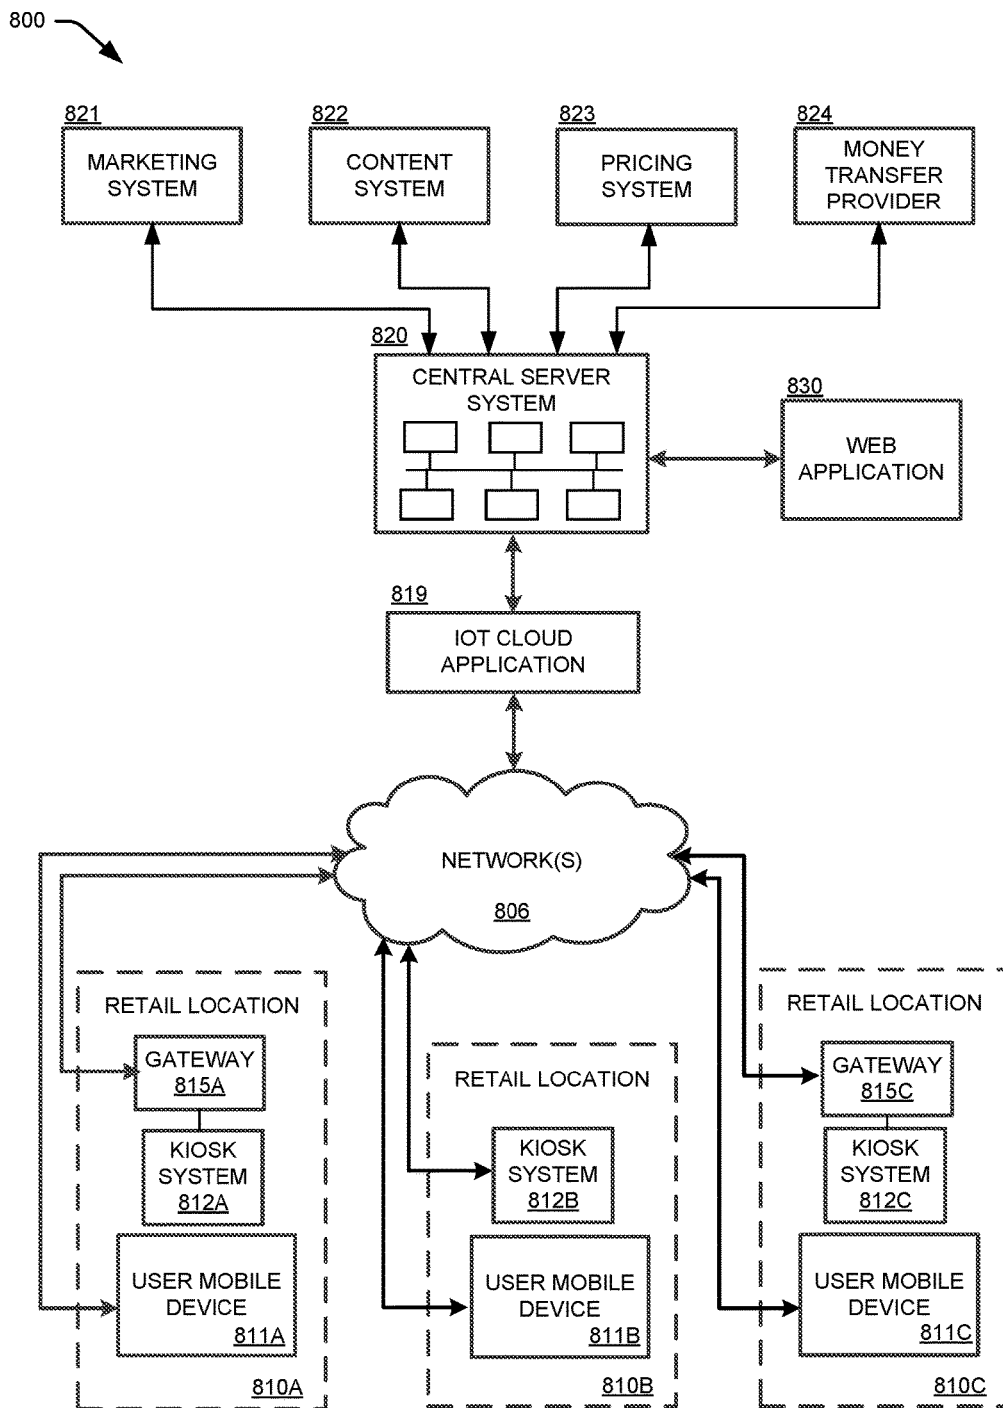 800
821
MARKETING
SYSTEM
822
CONTENT
SYSTEM
823
PRICING
SYSTEM
824
MONEY
TRANSFER
PROVIDER
820
CENTRAL SERVER
SYSTEM
830
WEB
APPLICATION
819
IOT CLOUD
APPLICATION
NETWORK(S)
806
RETAIL LOCATION
GATEWAY
815A
KIOSK
SYSTEM
812A
USER MOBILE
DEVICE
811A
810A
RETAIL LOCATION
KIOSK
SYSTEM
812B
USER MOBILE
DEVICE
811B
810B
RETAIL LOCATION
GATEWAY
815C
KIOSK
SYSTEM
812C
USER MOBILE
DEVICE
811C
810C